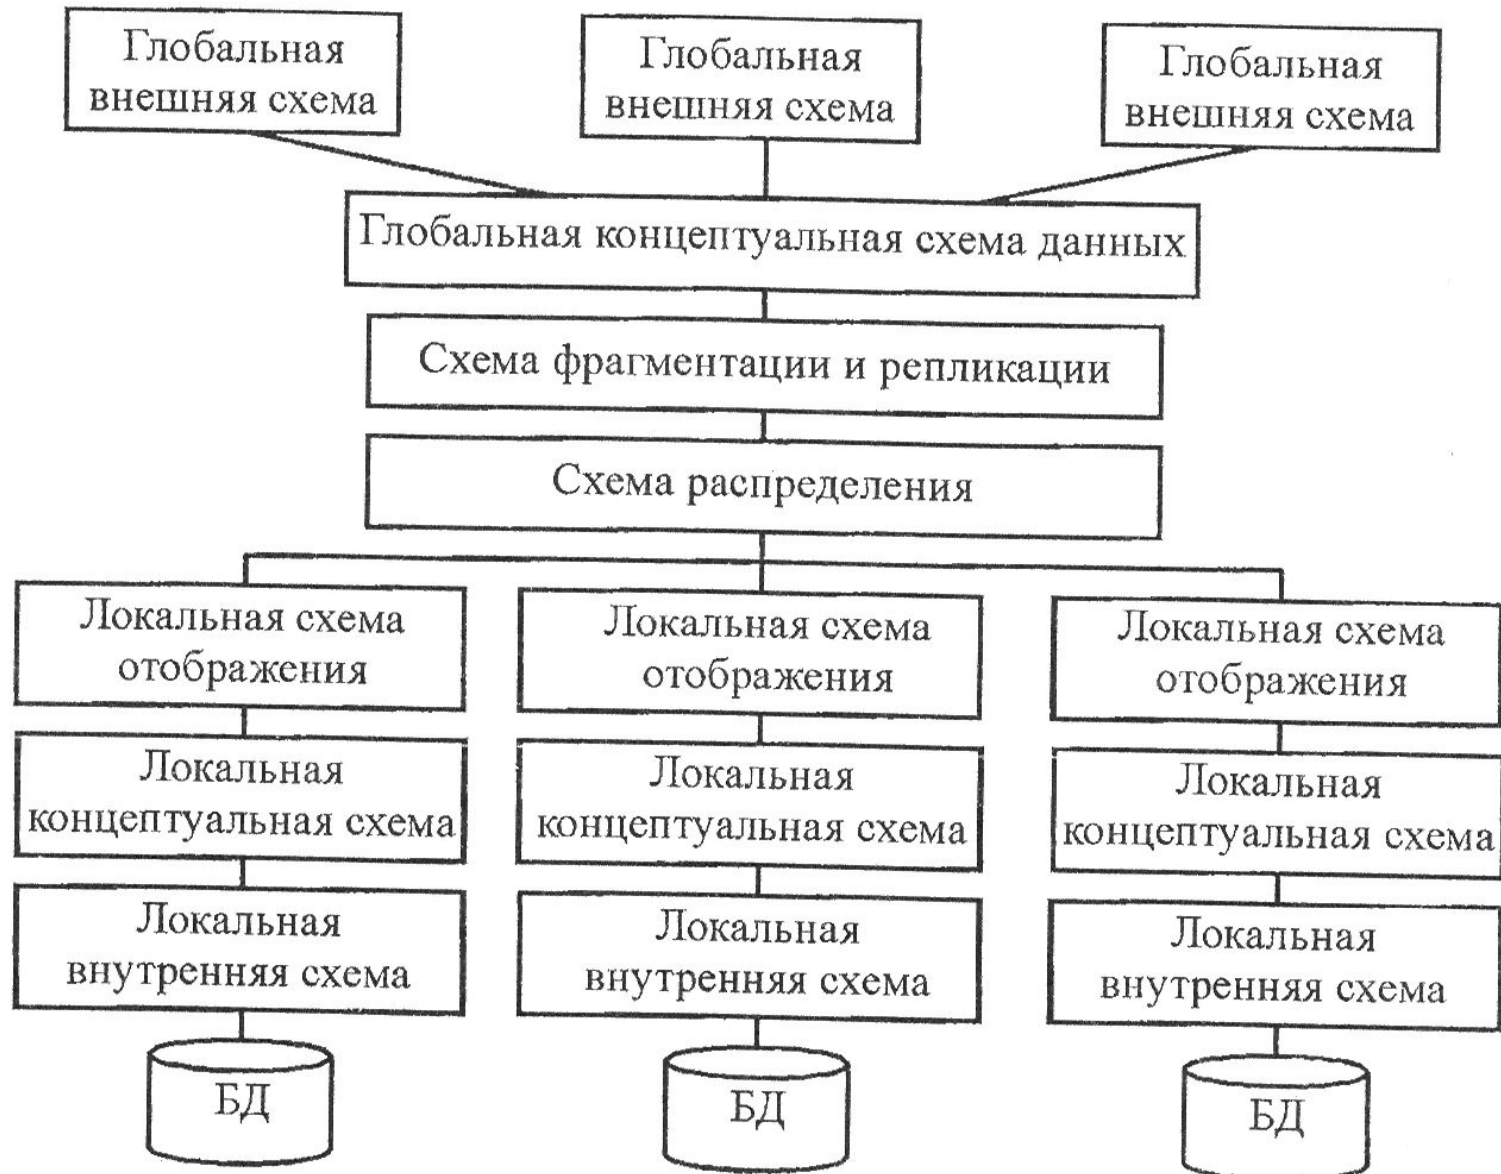 Глобальная
внешняя схема
Глобальная
внешняя схема
Глобальная
внешняя схема
Глобальная концептуальная схема данных
Схема фрагментации и репликации
Схема распределения
Локальная схема
отображения
Локальная схема
отображения
Локальная схема
отображения
Локальная
концептуальная схема
Локальная
концептуальная схема
Локальная
концептуальная схема
Локальная
внутренняя схема
Локальная
внутренняя схема
Локальная
внутренняя схема
БД
БД
БД